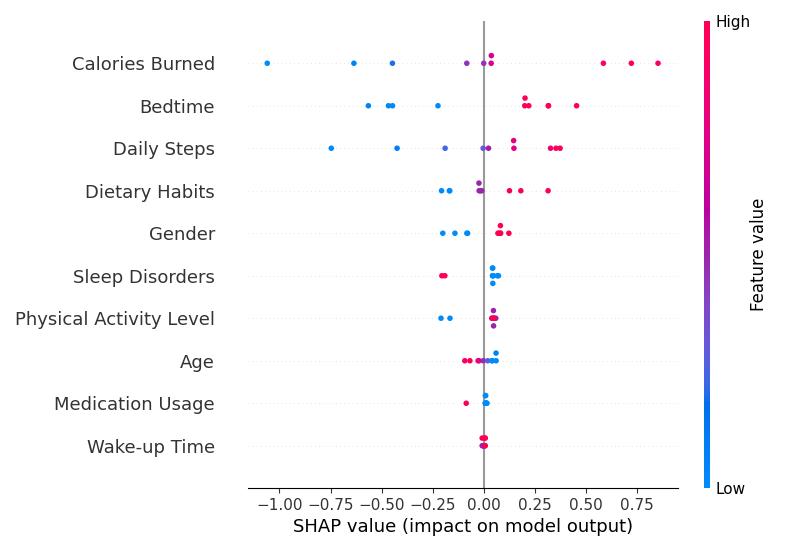 High
Calories Burned
Bedtime
Daily Steps
Dietary Habits
Gender
Sleep Disorders
Physical Activity Level
Age
Medication Usage
Wake-up Time
Feature value
Low
−1.00 −0.75 −0.50 −0.25 0.00 0.25 0.50 0.75
SHAP value (impact on model output)